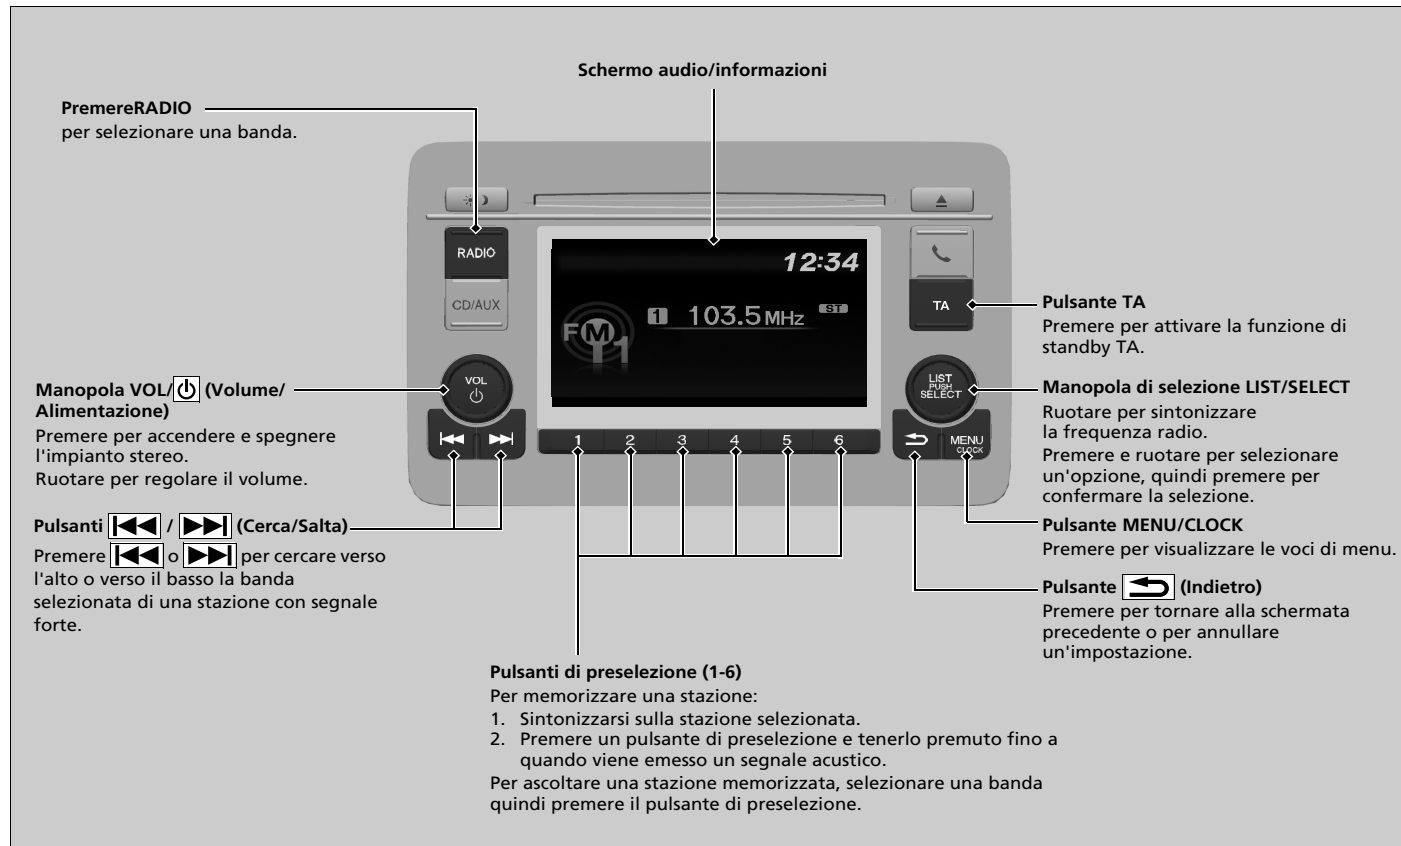 Schermo audio/informazioni
PremereRADIO
per selezionare una banda.
RADIO
CD/AUX
12:34
FM1
1 103.5 MHz ST
TA
VOL
LIST
PUSH
SELECT
1 2 3 4 5 6
MENU
CLOCK
Manopola VOL/ (Volume/
Alimentazione)
Premere per accendere e spegnere
l'impianto stereo.
Ruotare per regolare il volume.
Pulsanti / (Cerca/Salta)
Premere o per cercare verso
l'alto o verso il basso la banda
selezionata di una stazione con segnale
forte.
Pulsante TA
Premere per attivare la funzione di
standby TA.
Manopola di selezione LIST/SELECT
Ruotare per sintonizzare
la frequenza radio.
Premere e ruotare per selezionare
un'opzione, quindi premere per
confermare la selezione.
Pulsante MENU/CLOCK
Premere per visualizzare le voci di menu.
Pulsante (Indietro)
Premere per tornare alla schermata
precedente o per annullare
un'impostazione.
Pulsanti di preselezione (1-6)
Per memorizzare una stazione:
1. Sintonizzarsi sulla stazione selezionata.
2. Premere un pulsante di preselezione e tenerlo premuto fino a
quando viene emesso un segnale acustico.
Per ascoltare una stazione memorizzata, selezionare una banda
quindi premere il pulsante di preselezione.